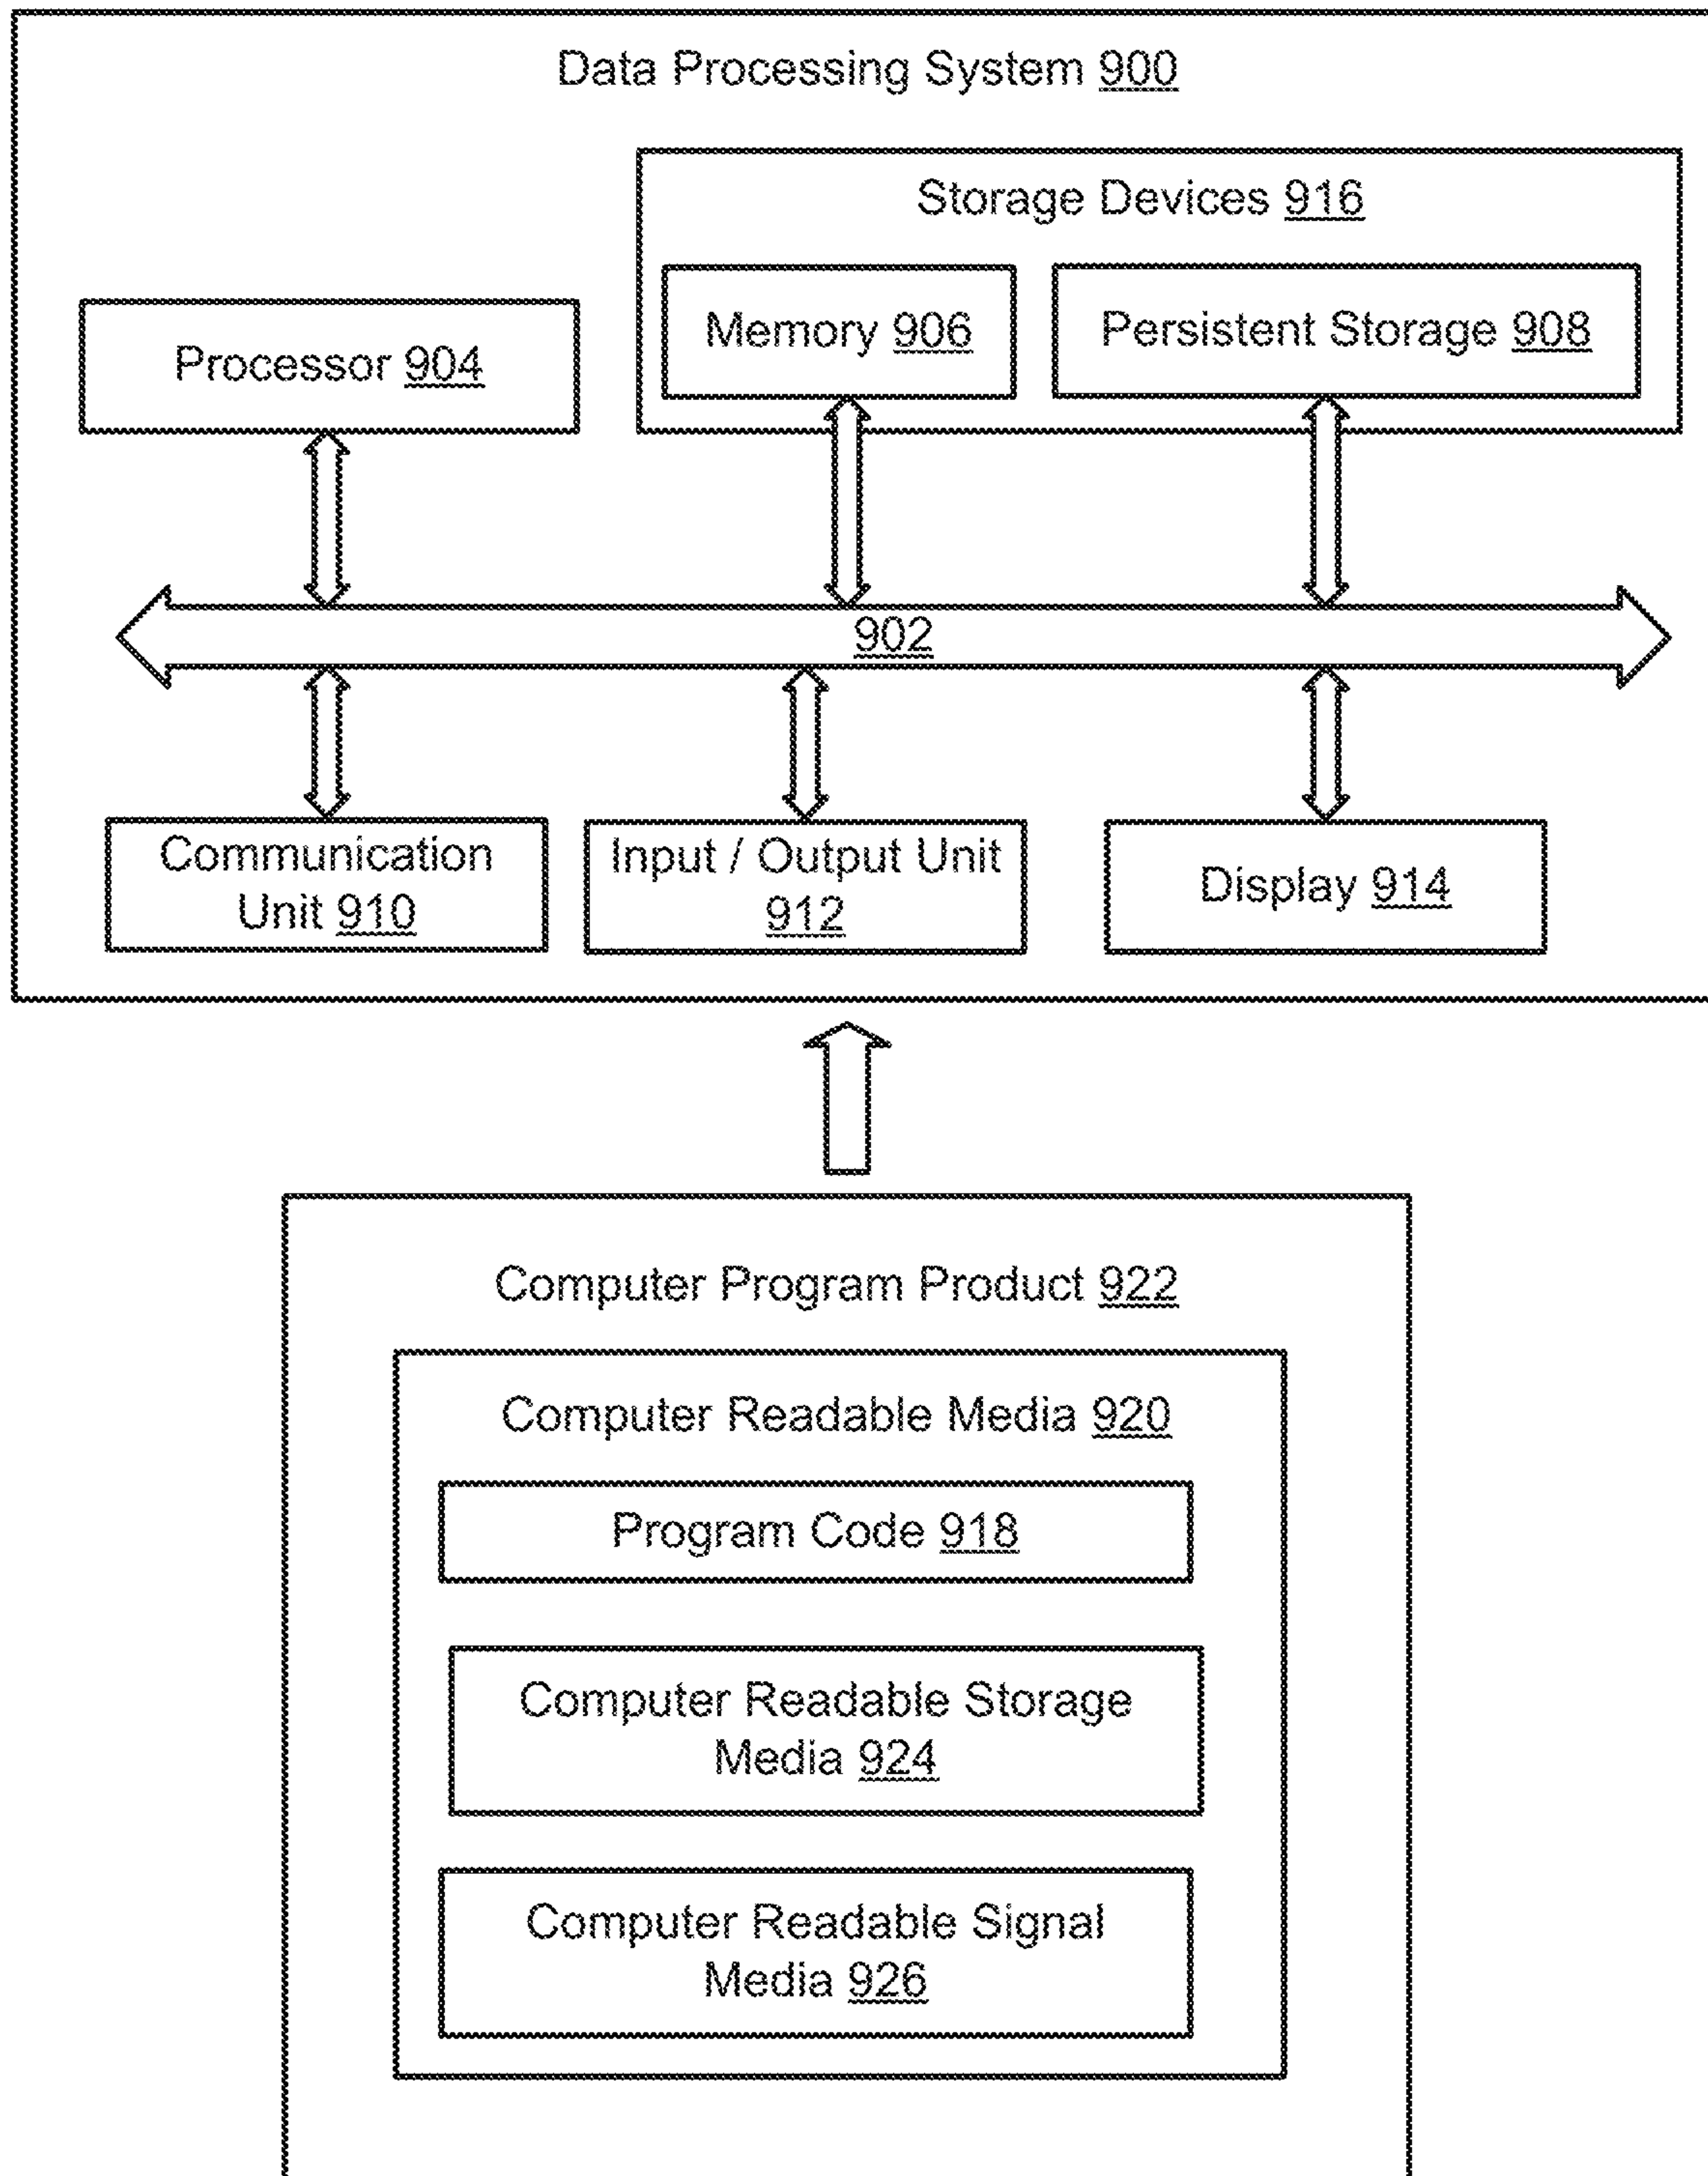 Data Processing System 900
Storage Devices 916
Memory 906
Persistent Storage 908
Processor 904
902
Communication
Unit 910
Input / Output Unit
912
Display 914
Computer Program Product 922
Computer Readable Media 920
Program Code 918
Computer Readable Storage
Media 924
Computer Readable Signal
Media 926